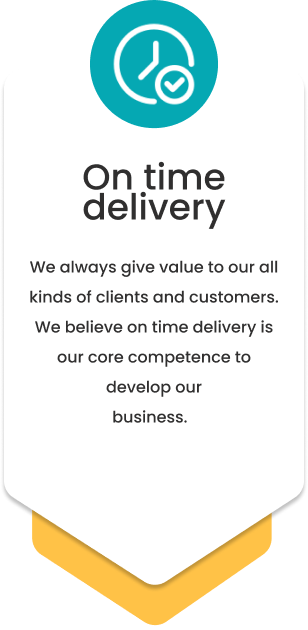 On time
delivery
We always give value to our all
kinds of clients and customers.
We believe on time delivery is
our core competence to
develop our
business.